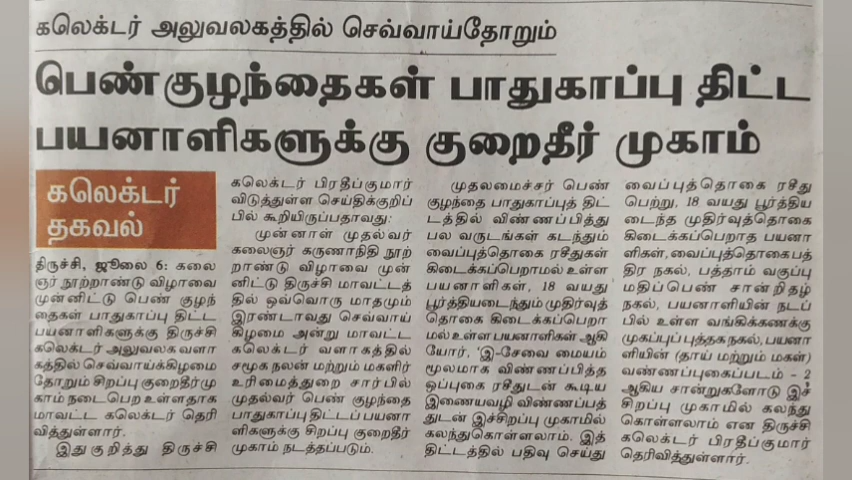 கலெக்டர் அலுவலகத்தில் செவ்வாய்தோறும்
பெண்குழந்தைகள் பாதுகாப்பு திட்ட
பயனாளிகளுக்கு குறைதீர் முகாம்
கலெக்டர்
தகவல்
திருச்சி, ஜூலை 6: கலை
ஞர் நூற்றாண்டு விழாவை
முன்னிட்டு பெண் குழந்
தைகள் பாதுகாப்பு திட்ட
பயனாளிகளுக்கு திருச்சி
கலெக்டர் அலுவலக வளா
கத்தில் செவ்வாய்க்கிழமை
தோறும் சிறப்பு குறைதீர்மு
காம் நடைபெற உள்ளதாக
மாவட்ட கலெக்டர் தெரி
வித்துள்ளார்.
இதுகுறித்து திருச்சி
கலெக்டர் பிரதீப்குமார்
விடுத்துள்ள செய்திக்குறிப்
பில் கூறியிருப்பதாவது:
முன்னாள் முதல்வர்
கலைஞர் கருணாநிதி நூற்
றாண்டு விழாவை முன்
னிட்டு திருச்சி மாவட்டத்
தில் ஒவ்வொரு மாதமும்
இரண்டாவது செவ்வாய்
கிழமை அன்று மாவட்ட
கலெக்டர் வளாகத்தில்
சமூக நலன் மற்றும் மகளிர்
உரிமைத்துறை சார்பில்
முதல்வர் பெண் குழந்தை
பாதுகாப்பு திட்டப் பயனா
ளிகளுக்கு சிறப்பு குறைதீர்
முகாம் நடத்தப்படும்.
முதலமைச்சர் பெண்
குழந்தை பாதுகாப்புத் திட்
டத்தில் விண்ணப்பித்து
பல வருடங்கள் கடந்தும்
வைப்புத்தொகை ரசீதுகள்
கிடைக்கப்பெறாமல் உள்ள
பயனாளிகள், 18 வயது
பூர்த்தியடைந்தும் முதிர்வுத்
தொகை கிடைக்கப்பெறா
மல் உள்ள பயனாளிகள் ஆகி
யோர், 'இ-சேவை மையம்
மூலமாக விண்ணப்பித்த
ஒப்புகை ரசீதுடன் கூடிய
இணையவழி விண்ணப்பத்
துடன் இச்சிறப்பு முகாமில்
கலந்துகொள்ளலாம். இத்
திட்டத்தில் பதிவு செய்து
வைப்புத்தொகை ரசீது
பெற்று, 18 வயது பூர்த்திய
டைந்த முதிர்வுத்தொகை
கிடைக்கப்பெறாத பயனா
ளிகள், வைப்புத்தொகைபத்
திர நகல், பத்தாம் வகுப்பு
மதிப்பெண் சான்றிதழ்
நகல், பயனாளியின் நடப்
பில் உள்ள வங்கிக்கணக்கு
முகப்புப்புத்தக நகல், பயனா
ளியின் (தாய் மற்றும் மகள்)
வண்ணப்புகைப்படம் - 2
ஆகிய சான்றுகளோடு இச்
சிறப்பு முகாமில் கலந்து
கொள்ளலாம் என திருச்சி
கலெக்டர் பிரதீப்குமார்
தெரிவித்துள்ளார்.